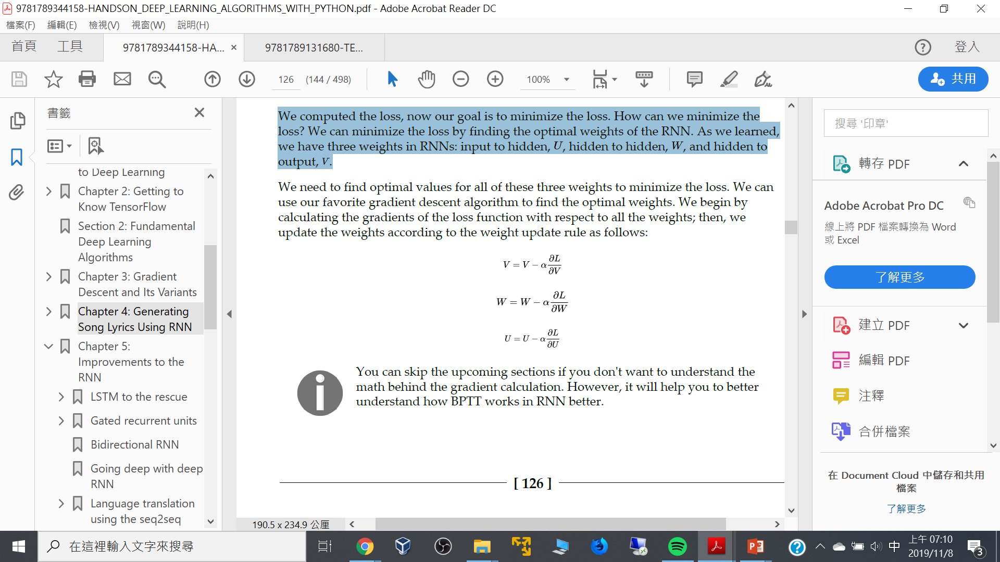 9781789344158-HANDSON_DEEP_LEARNING_ALGORITHMS_WITH_PYTHON.pdf - Adobe Acrobat Reader DC
檔案(F) 編輯(E) 檢視(V) 視窗(W) 說明(H)
首頁 工具 9781789344158-HA... × 9781789131680-TE... 登入
126 (144 / 498) 100% 共用
書籤
to Deep Learning
Chapter 2: Getting to
Know TensorFlow
Section 2: Fundamental
Deep Learning
Algorithms
Chapter 3: Gradient
Descent and Its Variants
Chapter 4: Generating
Song Lyrics Using RNN
Chapter 5:
Improvements to the
RNN
LSTM to the rescue
Gated recurrent units
Bidirectional RNN
Going deep with deep
RNN
Language translation
using the seq2seq
We computed the loss, now our goal is to minimize the loss. How can we minimize the
loss? We can minimize the loss by finding the optimal weights of the RNN. As we learned,
we have three weights in RNNs: input to hidden, U, hidden to hidden, W, and hidden to
output, V.
We need to find optimal values for all of these three weights to minimize the loss. We can
use our favorite gradient descent algorithm to find the optimal weights. We begin by
calculating the gradients of the loss function with respect to all the weights; then, we
update the weights according to the weight update rule as follows:
V = V − α ∂L/∂V
W = W − α ∂L/∂W
U = U − α ∂L/∂U
You can skip the upcoming sections if you don't want to understand the
math behind the gradient calculation. However, it will help you to better
understand how BPTT works in RNN better.
[ 126 ]
190.5 x 234.9 公厘
搜尋 '印章'
轉存 PDF
Adobe Acrobat Pro DC
線上將 PDF 檔案轉換為 Word
或 Excel
了解更多
建立 PDF
編輯 PDF
注釋
合併檔案
在 Document Cloud 中儲存和共用
檔案
了解更多
在這裡輸入文字來搜尋
中
上午 07:10
2019/11/8
3